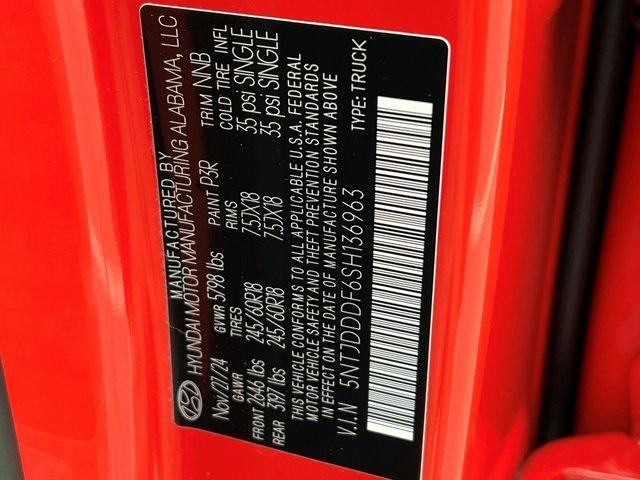 MANUFACTURED BY
HYUNDAI MOTOR MANUFACTURING ALABAMA, LLC
Nov/27/24 GVWR 5798 lbs PAINT P3R TRIM NNB
GAWR TIRES RIMS COLD TIRE INFL
FRONT 2646 lbs 245/60R18 7.5JX18 35 psi SINGLE
REAR 3197 lbs 245/60R18 7.5JX18 35 psi SINGLE
THIS VEHICLE CONFORMS TO ALL APPLICABLE U.S.A. FEDERAL
MOTOR VEHICLE SAFETY AND THEFT PREVENTION STANDARDS
IN EFFECT ON THE DATE OF MANUFACTURE SHOWN ABOVE
V.I.N 5NTJDDDF6SH136963 TYPE: TRUCK